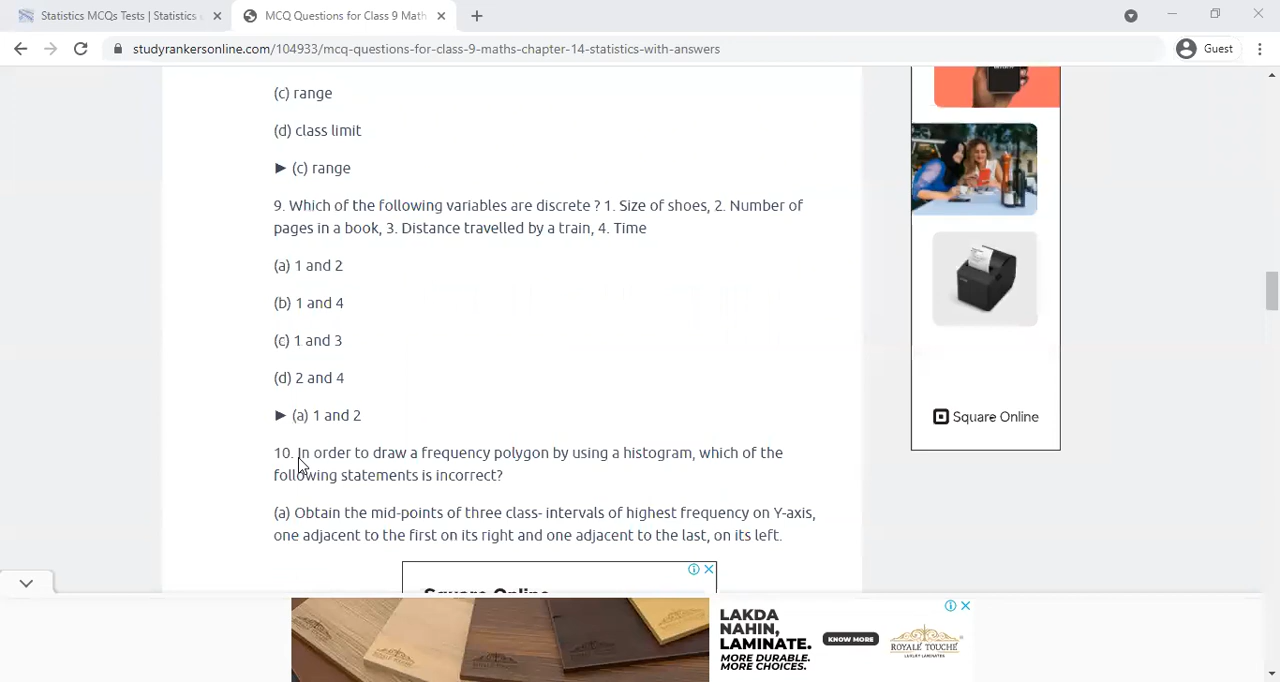 Statistics MCQs Tests | Statistics
MCQ Questions for Class 9 Math
studyrankersonline.com/104933/mcq-questions-for-class-9-maths-chapter-14-statistics-with-answers
Guest
(c) range
(d) class limit
► (c) range
9. Which of the following variables are discrete ? 1. Size of shoes, 2. Number of
pages in a book, 3. Distance travelled by a train, 4. Time
(a) 1 and 2
(b) 1 and 4
(c) 1 and 3
(d) 2 and 4
► (a) 1 and 2
10. In order to draw a frequency polygon by using a histogram, which of the
following statements is incorrect?
(a) Obtain the mid-points of three class- intervals of highest frequency on Y-axis,
one adjacent to the first on its right and one adjacent to the last, on its left.
Square Online
Square Online
LAKDA
NAHIN,
LAMINATE.
MORE DURABLE.
MORE CHOICES.
KNOW MORE
ROYALE TOUCHE
LUXURY LAMINATES